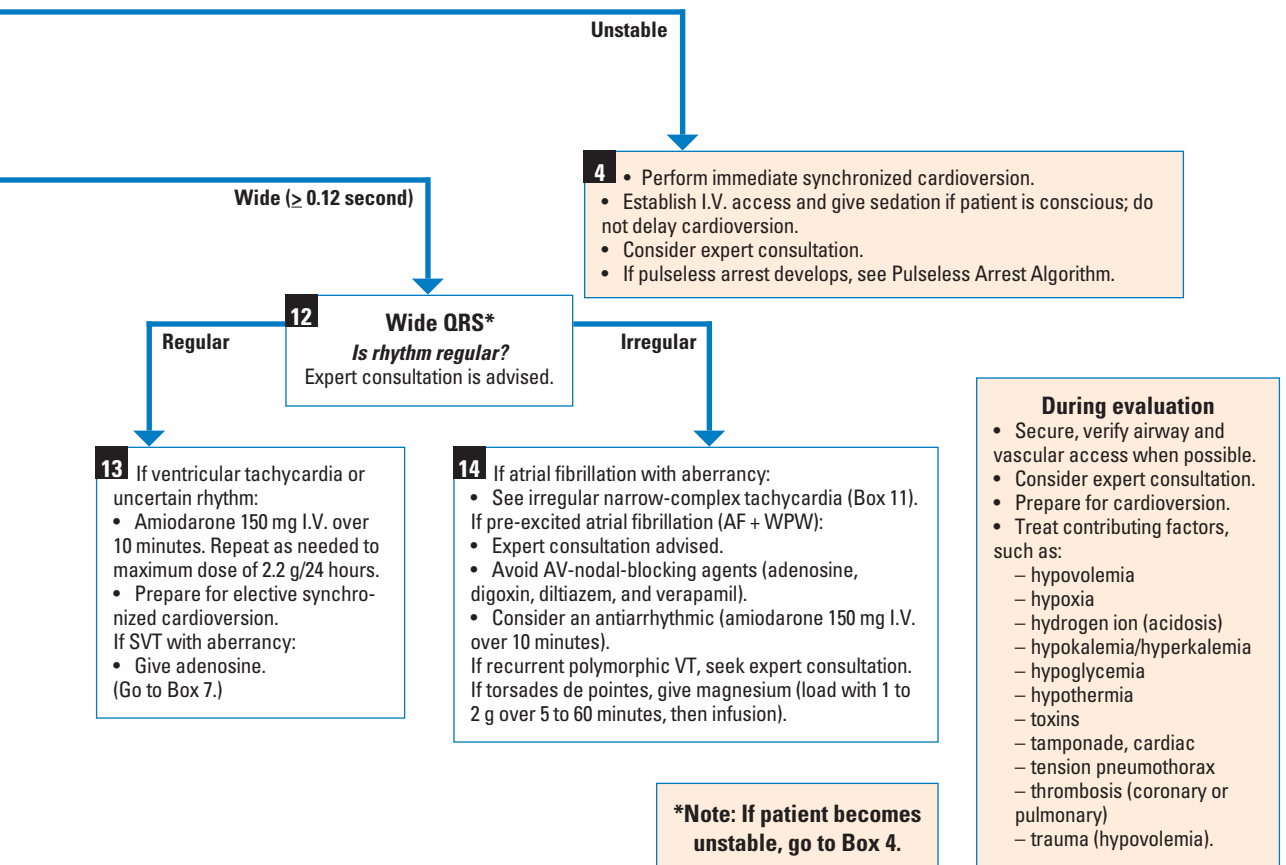 Unstable
4 • Perform immediate synchronized cardioversion.
• Establish I.V. access and give sedation if patient is conscious; do
not delay cardioversion.
• Consider expert consultation.
• If pulseless arrest develops, see Pulseless Arrest Algorithm.
Wide (≥ 0.12 second)
12 Wide QRS*
Is rhythm regular?
Expert consultation is advised.
Regular
Irregular
13 If ventricular tachycardia or
uncertain rhythm:
• Amiodarone 150 mg I.V. over
10 minutes. Repeat as needed to
maximum dose of 2.2 g/24 hours.
• Prepare for elective synchro-
nized cardioversion.
If SVT with aberrancy:
• Give adenosine.
(Go to Box 7.)
14 If atrial fibrillation with aberrancy:
• See irregular narrow-complex tachycardia (Box 11).
If pre-excited atrial fibrillation (AF + WPW):
• Expert consultation advised.
• Avoid AV-nodal-blocking agents (adenosine,
digoxin, diltiazem, and verapamil).
• Consider an antiarrhythmic (amiodarone 150 mg I.V.
over 10 minutes).
If recurrent polymorphic VT, seek expert consultation.
If torsades de pointes, give magnesium (load with 1 to
2 g over 5 to 60 minutes, then infusion).
During evaluation
• Secure, verify airway and
vascular access when possible.
• Consider expert consultation.
• Prepare for cardioversion.
• Treat contributing factors,
such as:
– hypovolemia
– hypoxia
– hydrogen ion (acidosis)
– hypokalemia/hyperkalemia
– hypoglycemia
– hypothermia
– toxins
– tamponade, cardiac
– tension pneumothorax
– thrombosis (coronary or
pulmonary)
– trauma (hypovolemia).
*Note: If patient becomes
unstable, go to Box 4.